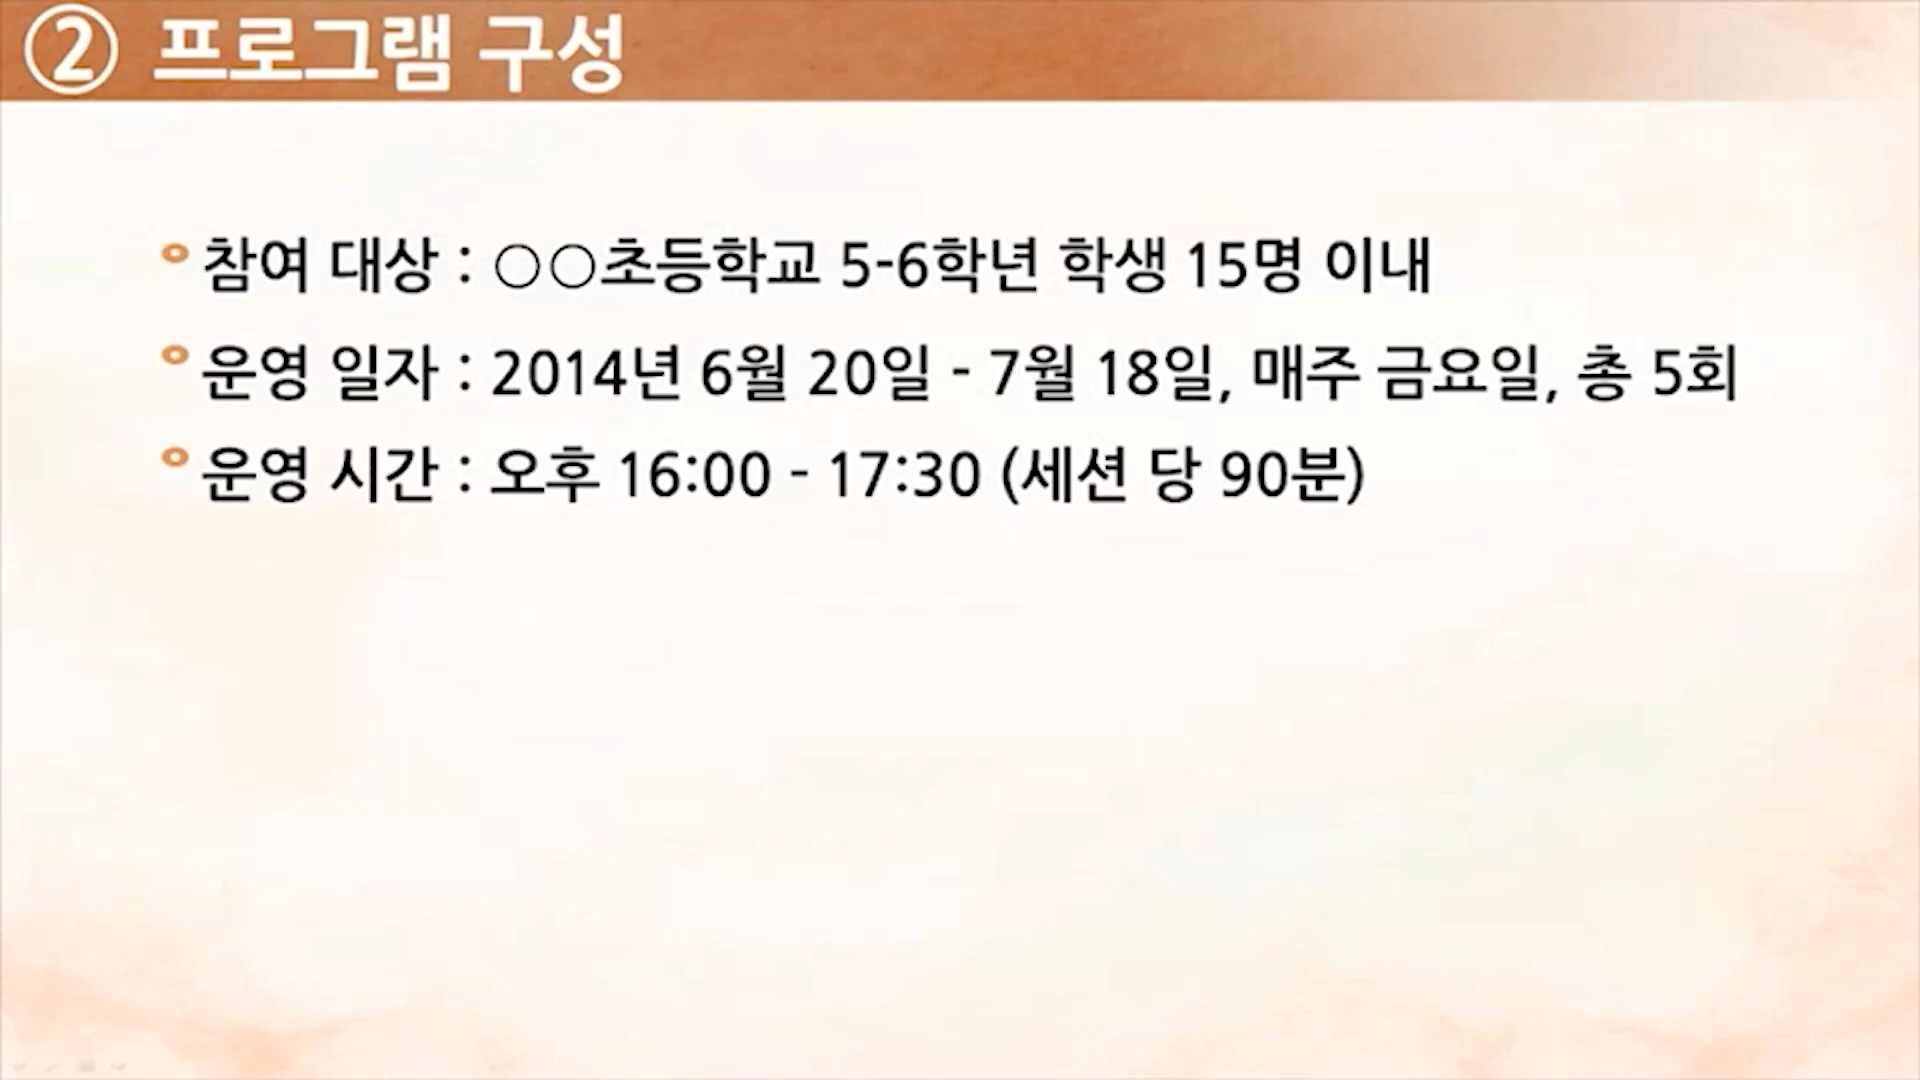 ② 프로그램 구성
참여 대상 : ○○초등학교 5-6학년 학생 15명 이내
운영 일자 : 2014년 6월 20일 - 7월 18일, 매주 금요일, 총 5회
운영 시간 : 오후 16:00 - 17:30 (세션 당 90분)